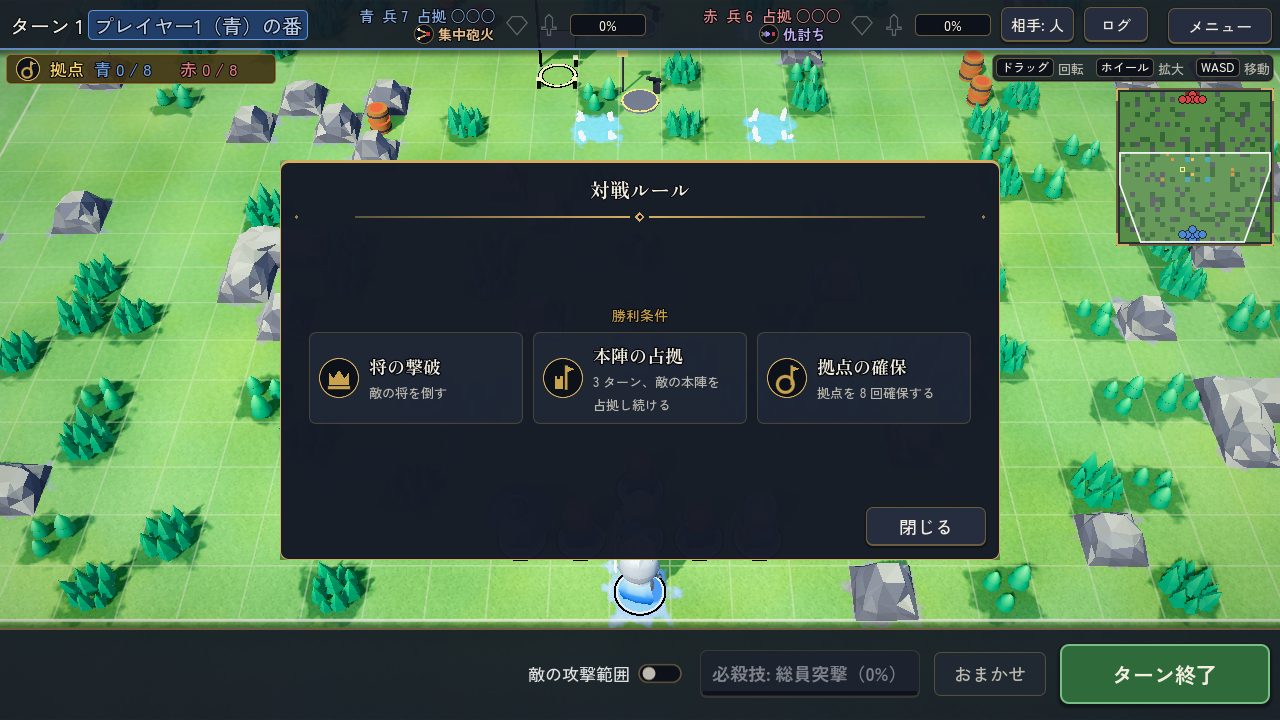 ターン 1 プレイヤー1（青）の番
青 兵 7 占拠 〇〇〇
集中砲火
0%
赤 兵 6 占拠 〇〇〇
仇討ち
0%
相手: 人
ログ
メニュー
拠点 青 0 / 8 赤 0 / 8
ドラッグ 回転 ホイール 拡大 WASD 移動
対戦ルール
勝利条件
将の撃破
敵の将を倒す
本陣の占拠
3 ターン、敵の本陣を
占拠し続ける
拠点の確保
拠点を 8 回確保する
閉じる
敵の攻撃範囲
必殺技: 総員突撃（0%）
おまかせ
ターン終了